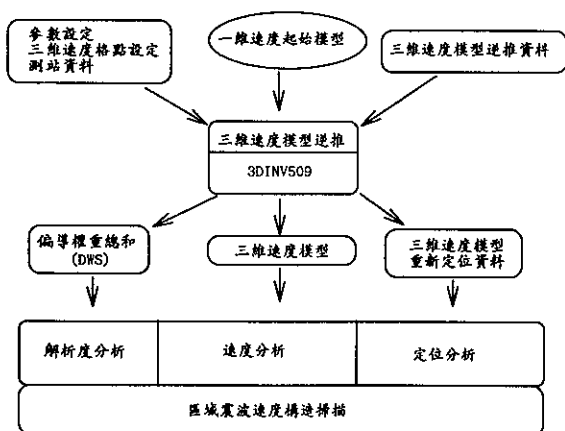 參數設定
三維速度格點設定
測站資料
一維速度起始模型
三維速度模型逆推資料
三維速度模型逆推
3DINV509
偏導權重總和
(DWS)
三維速度模型
三維速度模型
重新定位資料
解析度分析
速度分析
定位分析
區域震波速度構造掃描